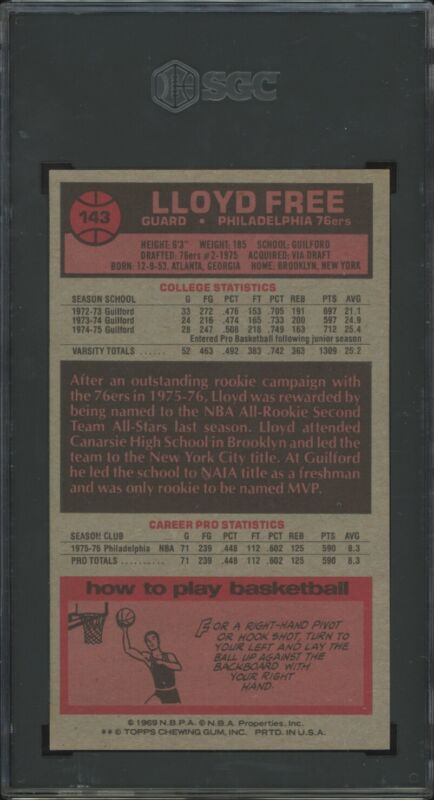 SGC
143
LLOYD FREE
GUARD • PHILADELPHIA 76ers
HEIGHT: 6'3" WEIGHT: 185 SCHOOL: GUILFORD
DRAFTED: 76ers #2-1975 ACQUIRED: VIA DRAFT
BORN: 12-9-53, ATLANTA, GEORGIA HOME: BROOKLYN, NEW YORK
COLLEGE STATISTICS
SEASON SCHOOL G FG PCT FT PCT REB PTS AVG
1972-73 Guilford 33 272 .476 153 .705 191 697 21.1
1973-74 Guilford 24 216 .474 165 .733 200 597 24.9
1974-75 Guilford 28 247 .508 218 .749 163 712 25.4
Entered Pro Basketball following junior season
VARSITY TOTALS ...... 52 463 .492 383 .742 363 1309 25.2
After an outstanding rookie campaign with
the 76ers in 1975-76, Lloyd was rewarded by
being named to the NBA All-Rookie Second
Team All-Stars last season. Lloyd attended
Canarsie High School in Brooklyn and led the
team to the New York City title. At Guilford
he led the school to NAIA title as a freshman
and was only rookie to be named MVP.
CAREER PRO STATISTICS
SEASON CLUB G FG PCT FT PCT REB PTS AVG
1975-76 Philadelphia NBA 71 239 .448 112 .602 125 590 8.3
PRO TOTALS ........... 71 239 .448 112 .602 125 590 8.3
how to play basketball
FOR A RIGHT-HAND PIVOT
OR HOOK SHOT, TURN TO
YOUR LEFT AND LAY THE
BALL UP AGAINST THE
BACKBOARD WITH
YOUR RIGHT
HAND.
© 1969 N.B.P.A. © N.B.A. Properties, Inc.
** © TOPPS CHEWING GUM, INC. PRTD. IN U.S.A.